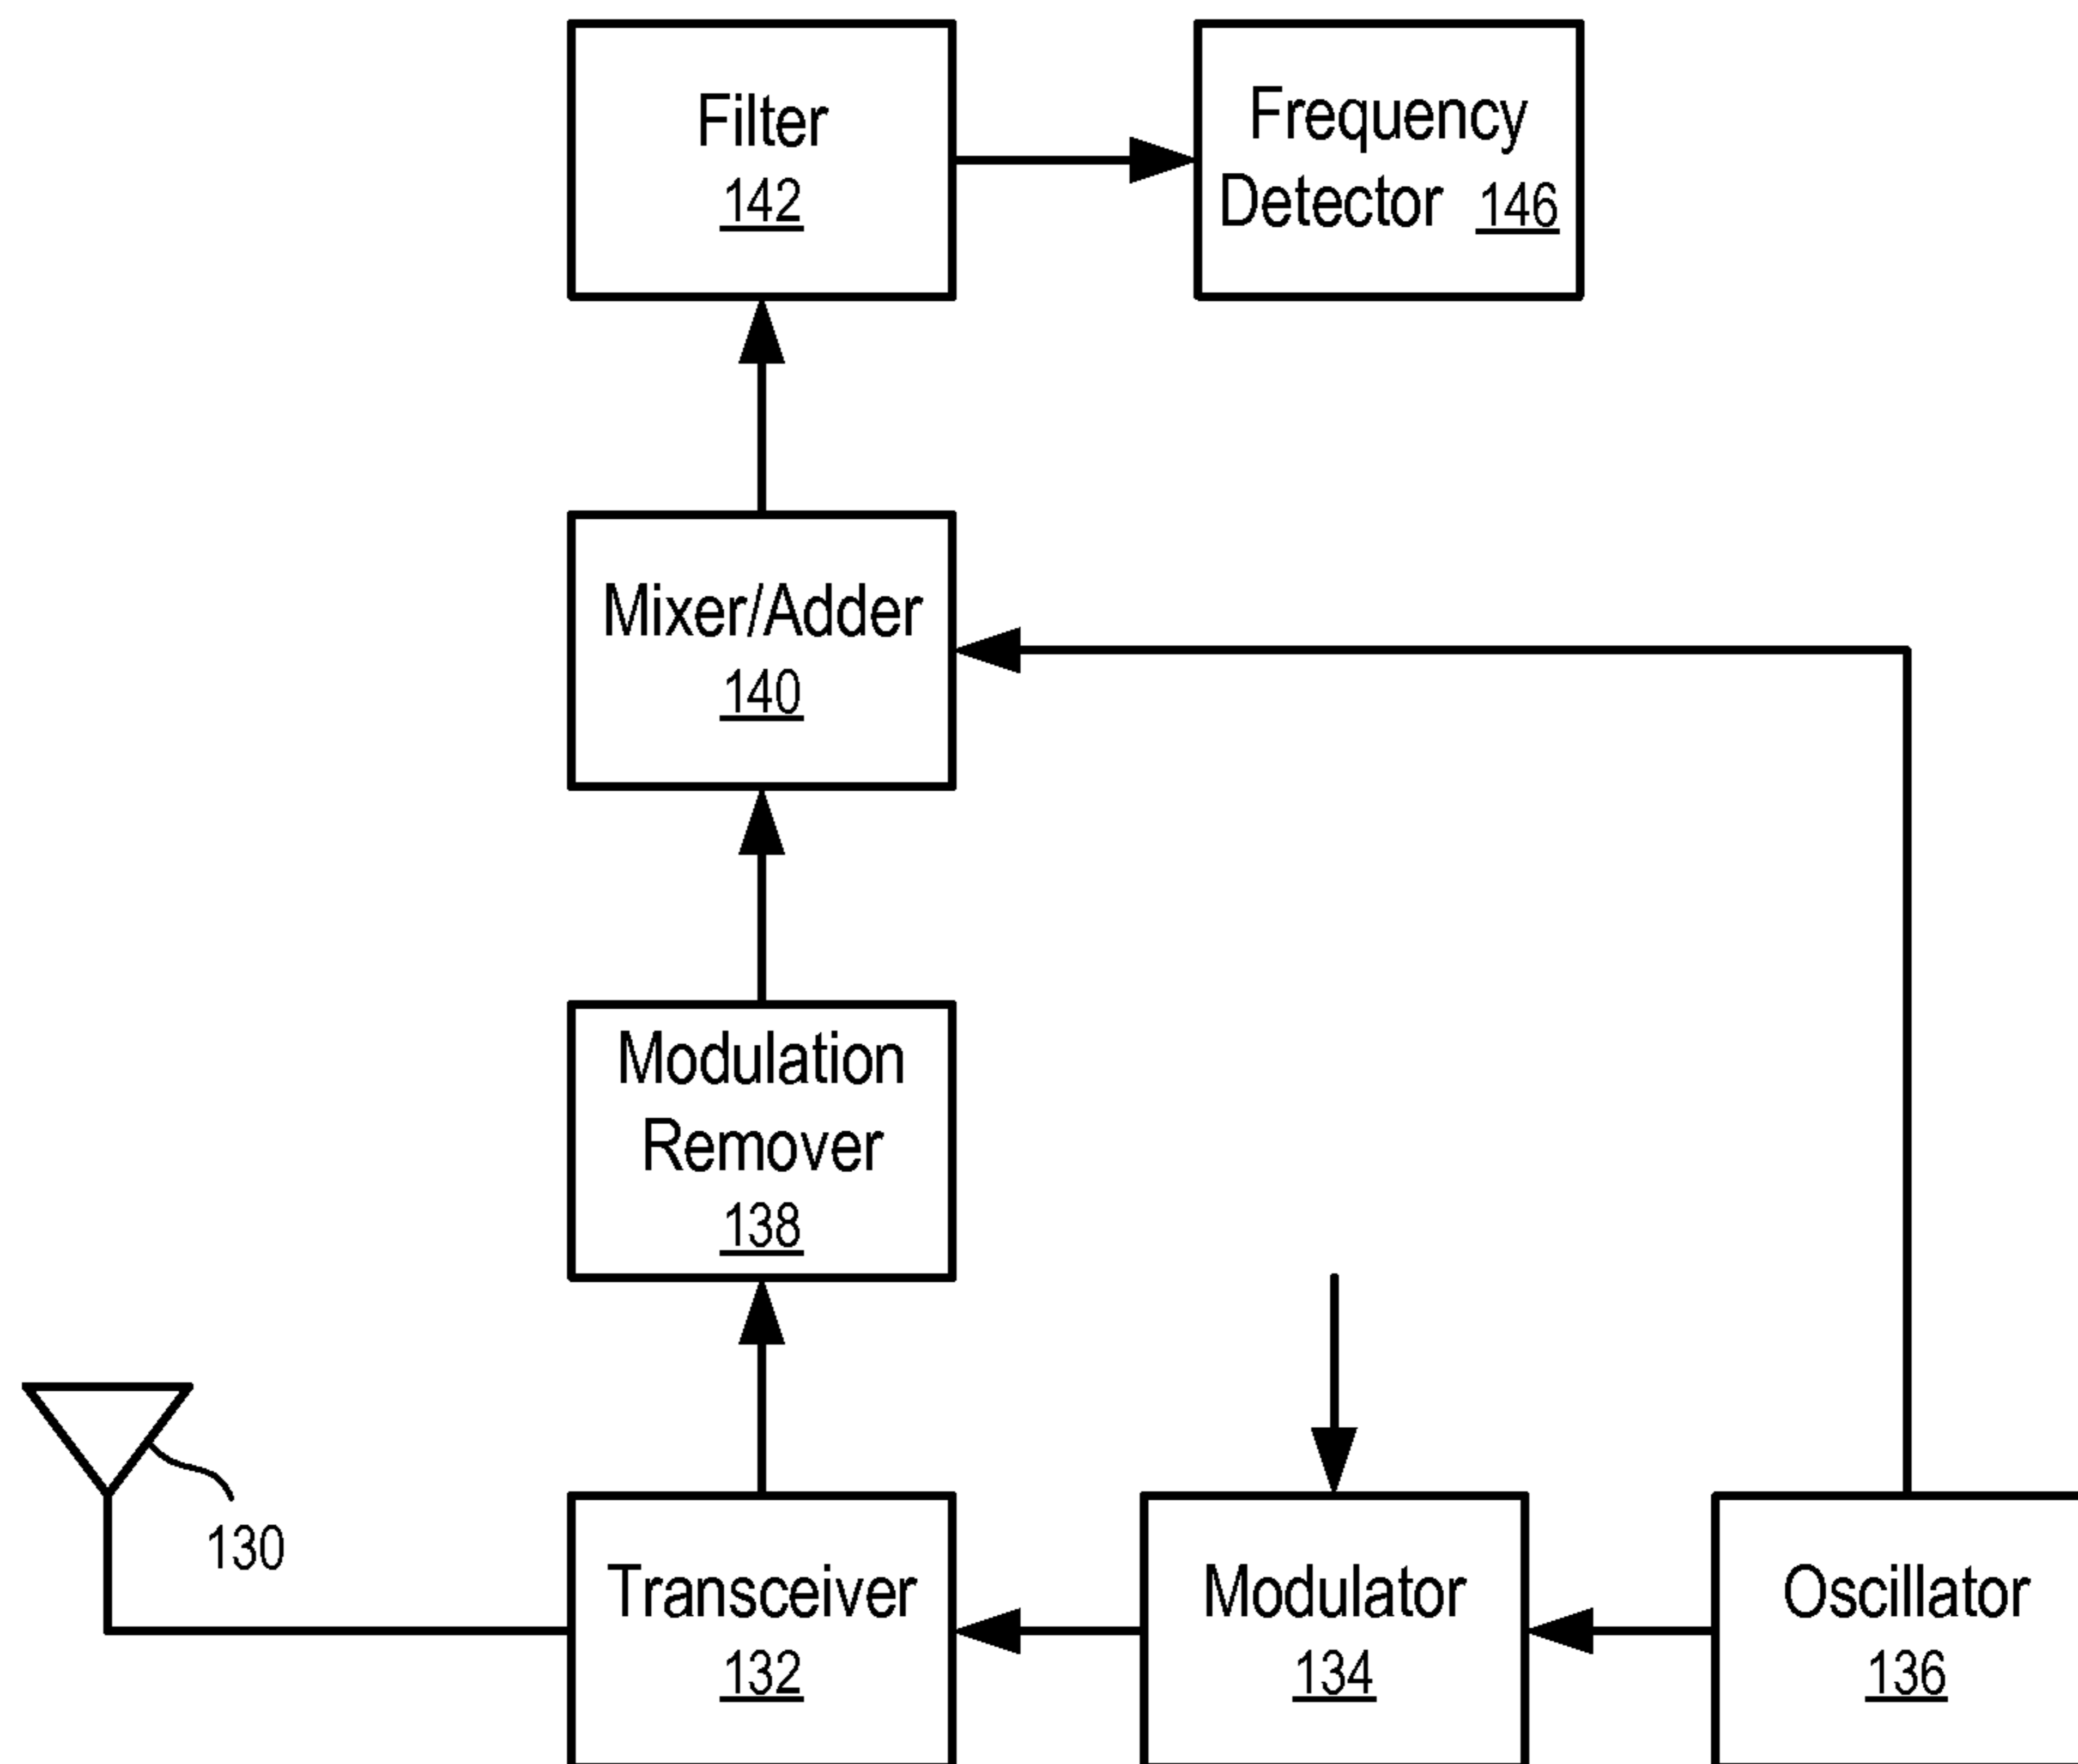 Filter
142
Frequency
Detector 146
Mixer/Adder
140
Modulation
Remover
138
130
Transceiver
132
Modulator
134
Oscillator
136